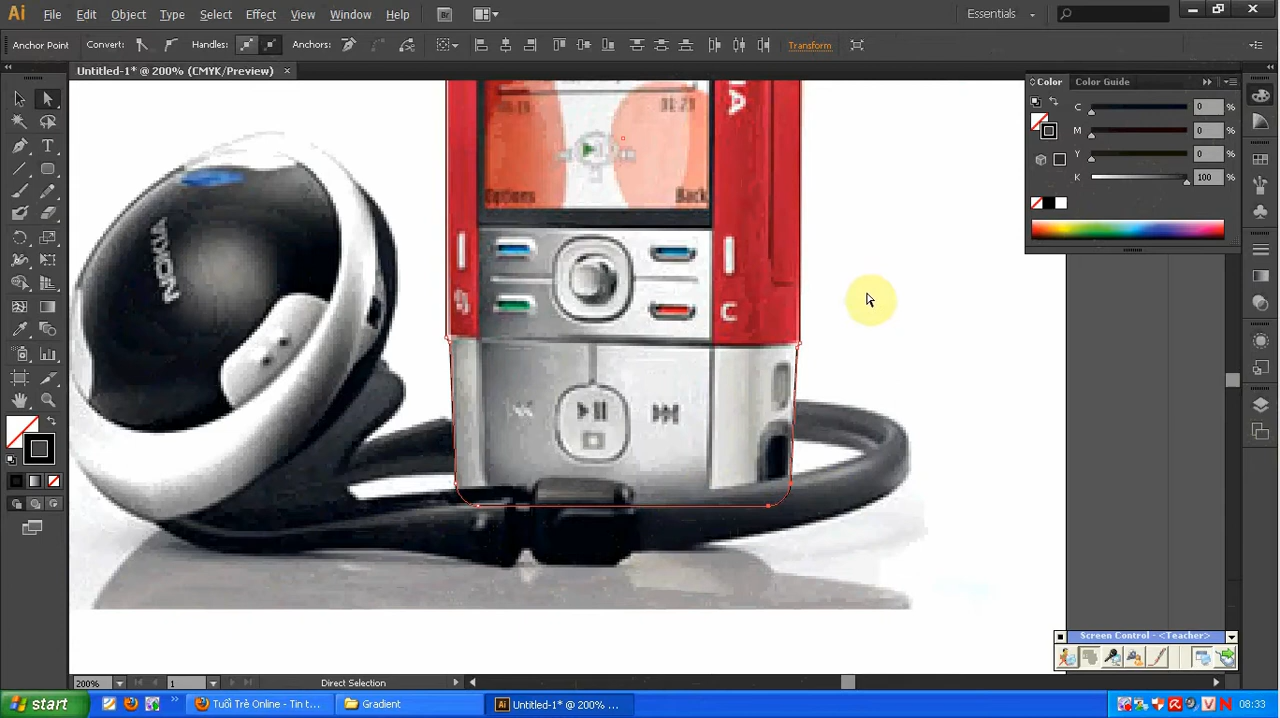 Ai File Edit Object Type Select Effect View Window Help Br Essentials
Anchor Point Convert: Handles: Anchors: Transform
Untitled-1* @ 200% (CMYK/Preview) ×
Color Color Guide
C 0 %
M 0 %
Y 0 %
K 100 %
Options Back
NOKIA
C
200% 1 Direct Selection
Screen Control - <Teacher>
start Tuổi Trẻ Online - Tin t... Gradient Untitled-1* @ 200% ... 08:33